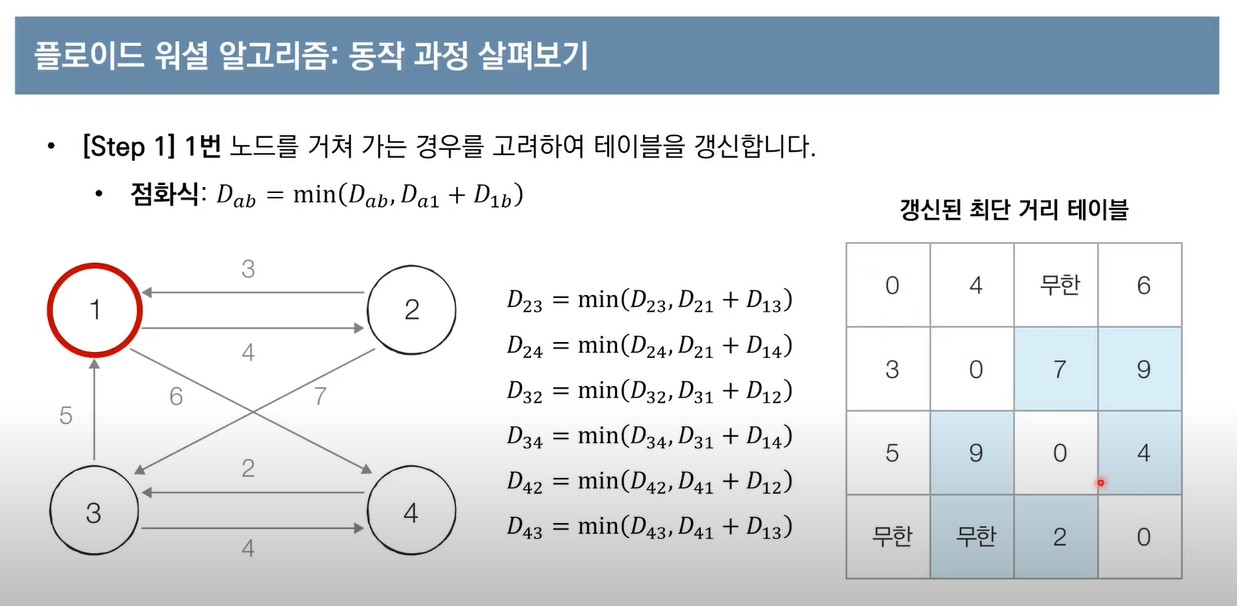 플로이드 워셜 알고리즘: 동작 과정 살펴보기
• [Step 1] 1번 노드를 거쳐 가는 경우를 고려하여 테이블을 갱신합니다.
• 점화식: D_{ab} = min(D_{ab}, D_{a1} + D_{1b})
갱신된 최단 거리 테이블
1
2
3
4
3
4
6
7
5
2
4
D_{23} = min(D_{23}, D_{21} + D_{13})
D_{24} = min(D_{24}, D_{21} + D_{14})
D_{32} = min(D_{32}, D_{31} + D_{12})
D_{34} = min(D_{34}, D_{31} + D_{14})
D_{42} = min(D_{42}, D_{41} + D_{12})
D_{43} = min(D_{43}, D_{41} + D_{13})
0 4 무한 6
3 0 7 9
5 9 0 4
무한 무한 2 0